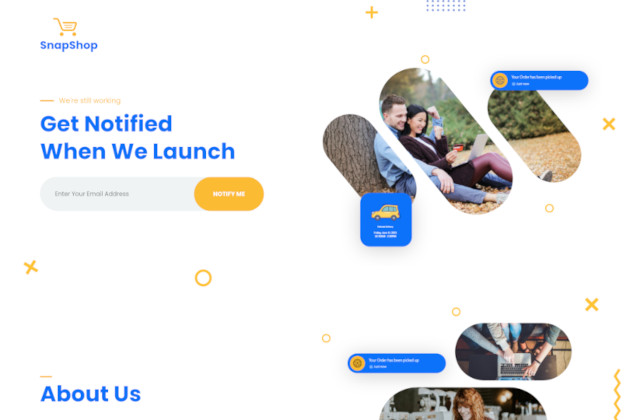 SnapShop
We're still working
Get Notified
When We Launch
Enter Your Email Address
NOTIFY ME
Your Order has been picked up
About Us
Your Order has been picked up